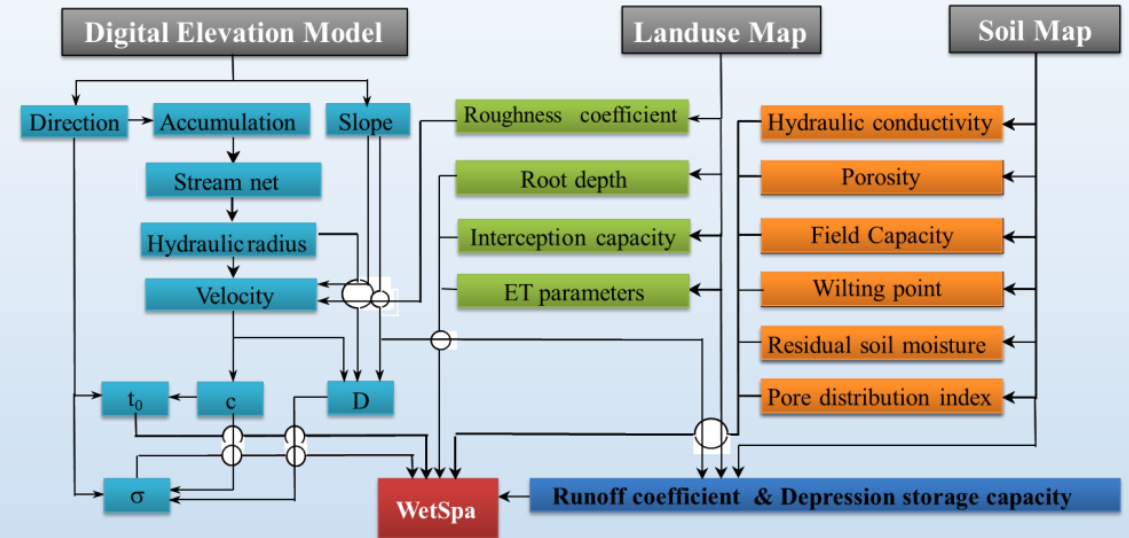 Digital Elevation Model
Landuse Map
Soil Map
Direction
Accumulation
Slope
Roughness coefficient
Hydraulic conductivity
Stream net
Root depth
Porosity
Hydraulic radius
Interception capacity
Field Capacity
Velocity
ET parameters
Wilting point
Residual soil moisture
t₀
c
D
Pore distribution index
σ
WetSpa
Runoff coefficient & Depression storage capacity